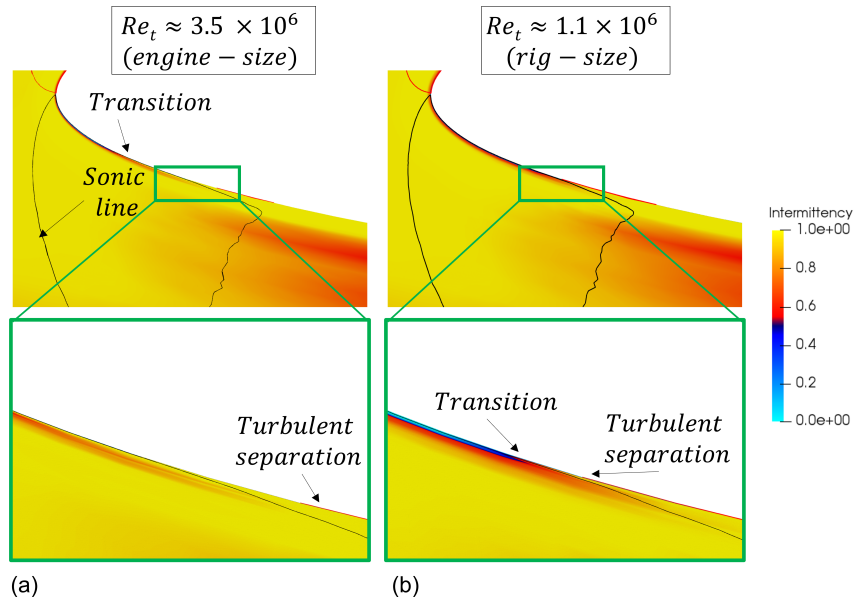 Re_t ≈ 3.5 × 10^6
(engine − size)
Re_t ≈ 1.1 × 10^6
(rig − size)
Transition
Sonic
line
Intermittency
1.0e+00
0.8
0.6
0.4
0.2
0.0e+00
Turbulent
separation
Transition
Turbulent
separation
(a)
(b)